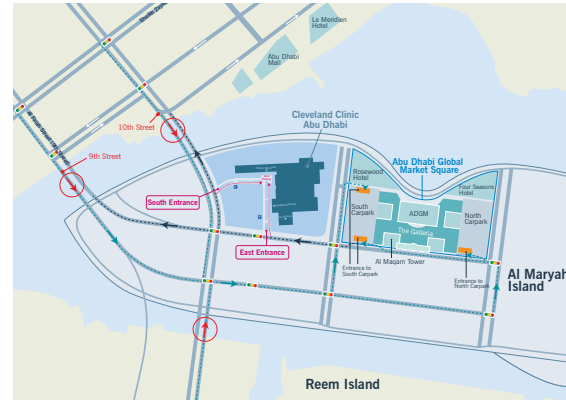 Le Meridien
Hotel
Abu Dhabi
Mall
10th Street
Cleveland Clinic
Abu Dhabi
9th Street
Abu Dhabi Global
Market Square
Rosewood
Hotel
Four Seasons
Hotel
South Entrance
South
Carpark
ADGM
North
Carpark
The Galleria
East Entrance
Al Maqam Tower
Entrance to
South Carpark
Entrance to
North Carpark
Al Maryah
Island
Reem Island